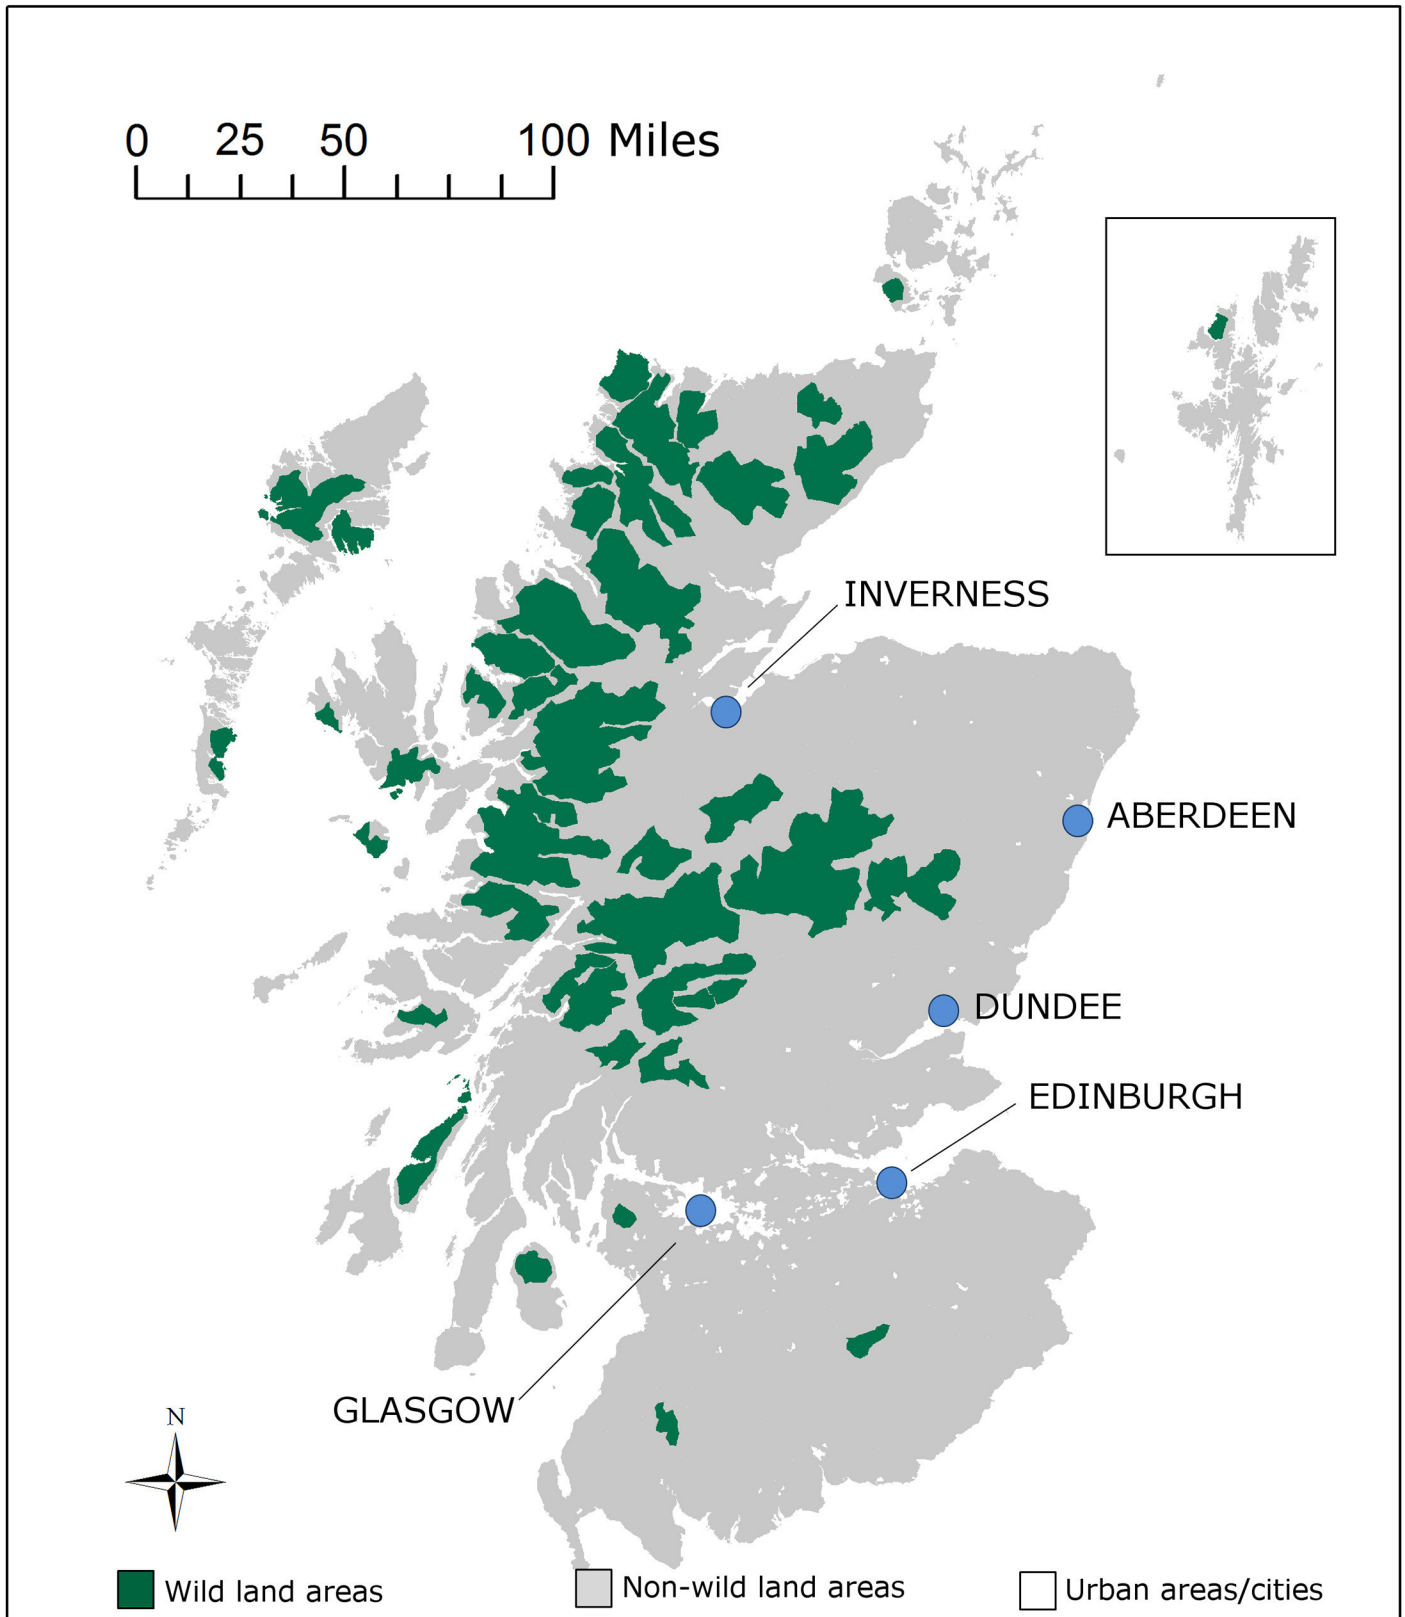 0 25 50 100 Miles
INVERNESS
ABERDEEN
DUNDEE
EDINBURGH
GLASGOW
N
Wild land areas
Non-wild land areas
Urban areas/cities